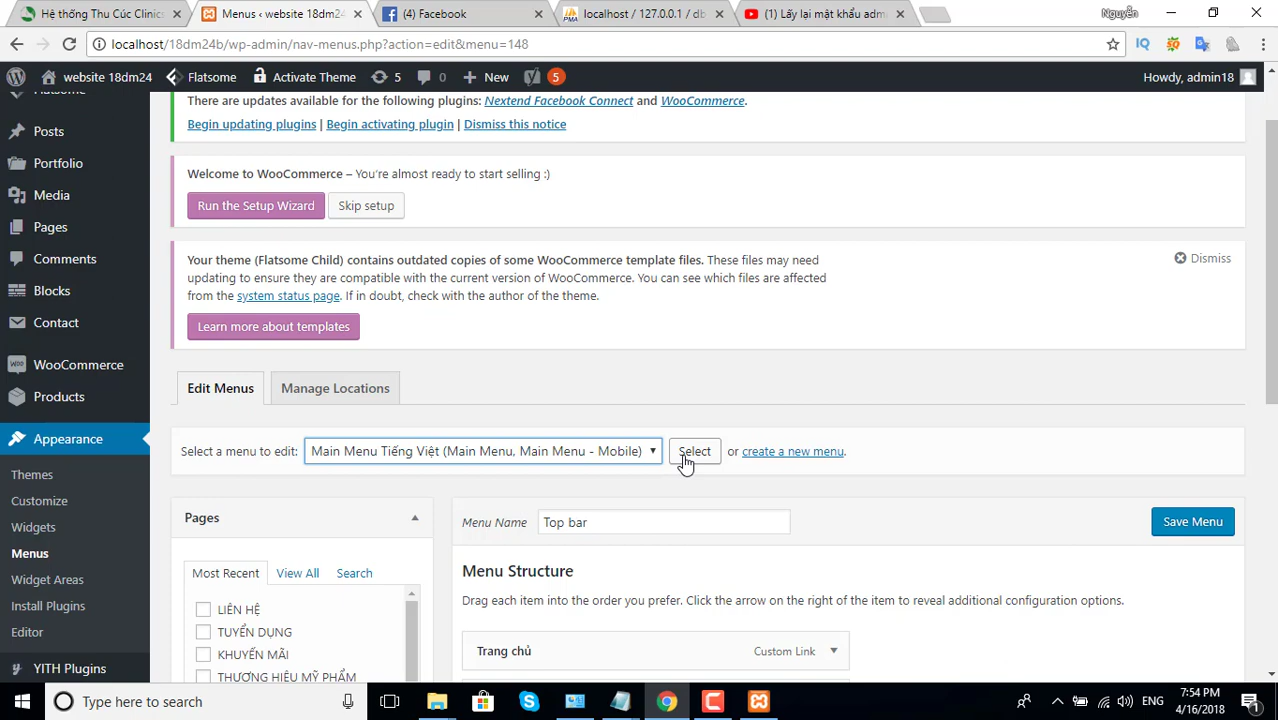 Hệ thống Thu Cúc Clinics
Menus ‹ website 18dm24
(4) Facebook
localhost / 127.0.0.1 / db
(1) Lấy lại mật khẩu adm
Nguyễn
localhost/18dm24b/wp-admin/nav-menus.php?action=edit&menu=148
website 18dm24
Flatsome
Activate Theme
5
0
New
5
Howdy, admin18
Flatsome
Posts
Portfolio
Media
Pages
Comments
Blocks
Contact
WooCommerce
Products
Appearance
Themes
Customize
Widgets
Menus
Widget Areas
Install Plugins
Editor
YITH Plugins
There are updates available for the following plugins: Nextend Facebook Connect and WooCommerce.
Begin updating plugins | Begin activating plugin | Dismiss this notice
Welcome to WooCommerce – You're almost ready to start selling :)
Run the Setup Wizard
Skip setup
Your theme (Flatsome Child) contains outdated copies of some WooCommerce template files. These files may need
updating to ensure they are compatible with the current version of WooCommerce. You can see which files are affected
from the system status page. If in doubt, check with the author of the theme.
Dismiss
Learn more about templates
Edit Menus
Manage Locations
Select a menu to edit: Main Menu Tiếng Việt (Main Menu, Main Menu - Mobile) Select or create a new menu.
Pages
Most Recent
View All
Search
LIÊN HỆ
TUYỂN DỤNG
KHUYẾN MÃI
THƯƠNG HIỆU MỸ PHẨM
Menu Name Top bar
Save Menu
Menu Structure
Drag each item into the order you prefer. Click the arrow on the right of the item to reveal additional configuration options.
Trang chủ
Custom Link
Type here to search
ENG
7:54 PM
4/16/2018
1